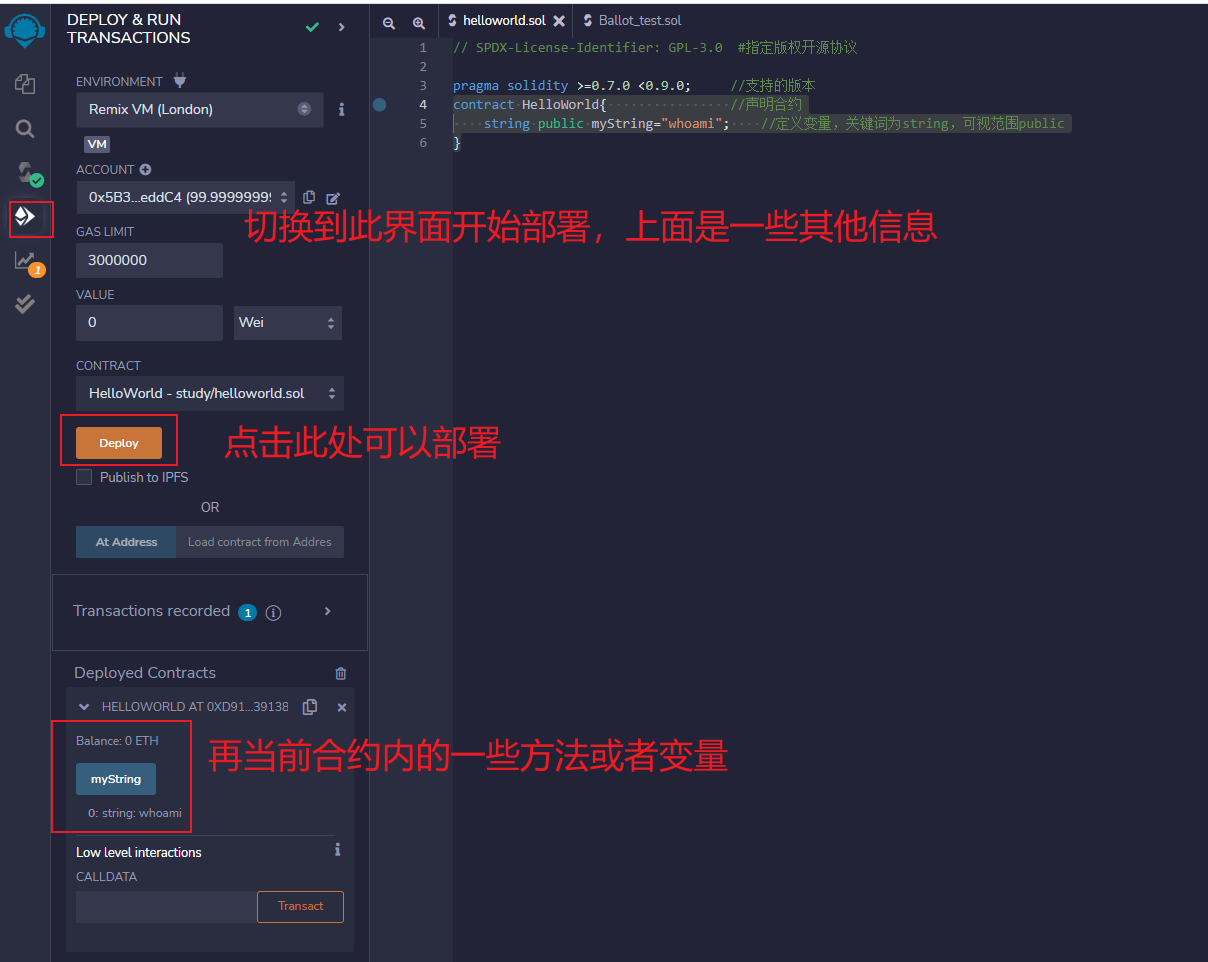 DEPLOY & RUN
TRANSACTIONS
ENVIRONMENT
Remix VM (London)
VM
ACCOUNT
0x5B3...eddC4 (99.9999999
GAS LIMIT
3000000
VALUE
0
Wei
CONTRACT
HelloWorld - study/helloworld.sol
Deploy
Publish to IPFS
OR
At Address
Load contract from Addres
Transactions recorded 1
Deployed Contracts
HELLOWORLD AT 0XD91...39138
Balance: 0 ETH
myString
0: string: whoami
Low level interactions
CALLDATA
Transact
1
helloworld.sol
Ballot_test.sol
1 // SPDX-License-Identifier: GPL-3.0  #指定版权开源协议
2
3 pragma solidity >=0.7.0 <0.9.0;     //支持的版本
4 contract HelloWorld{                //声明合约
5     string public myString="whoami";    //定义变量，关键词为string，可视范围public
6 }
切换到此界面开始部署，上面是一些其他信息
点击此处可以部署
再当前合约内的一些方法或者变量